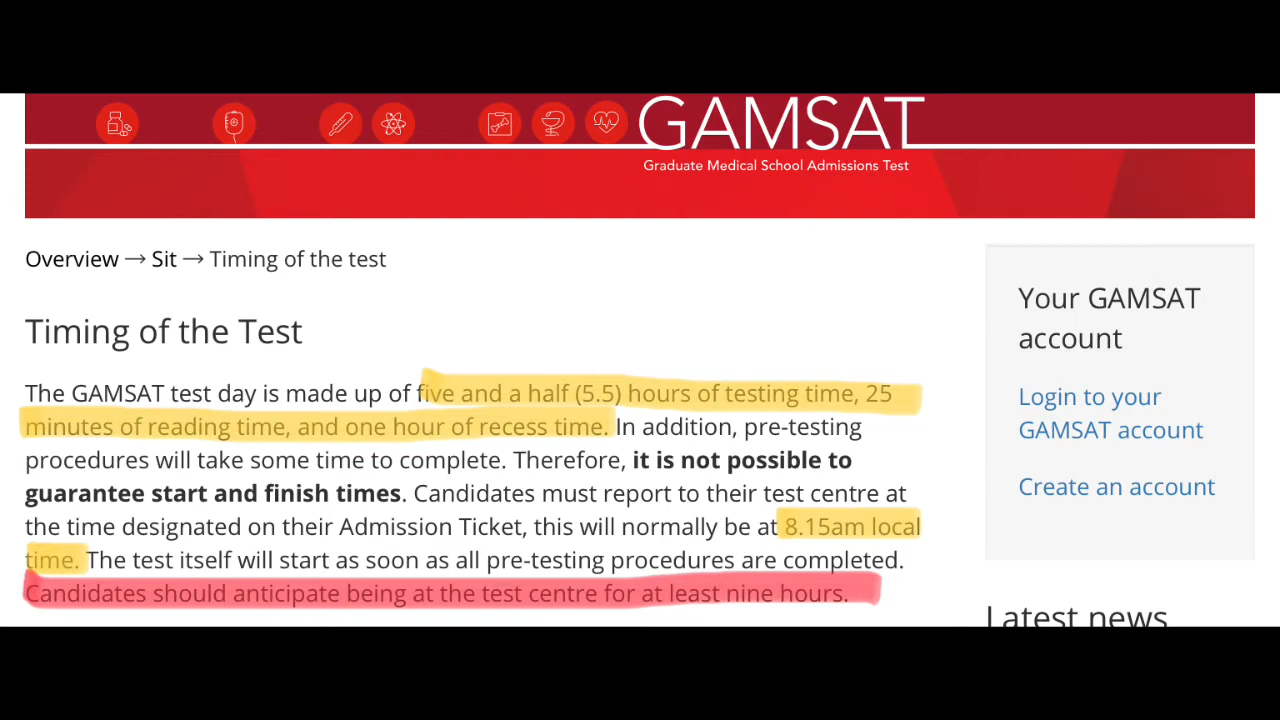 GAMSAT
Graduate Medical School Admissions Test
Overview → Sit → Timing of the test
Timing of the Test
The GAMSAT test day is made up of five and a half (5.5) hours of testing time, 25
minutes of reading time, and one hour of recess time. In addition, pre-testing
procedures will take some time to complete. Therefore, it is not possible to
guarantee start and finish times. Candidates must report to their test centre at
the time designated on their Admission Ticket, this will normally be at 8.15am local
time. The test itself will start as soon as all pre-testing procedures are completed.
Candidates should anticipate being at the test centre for at least nine hours.
Your GAMSAT
account
Login to your
GAMSAT account
Create an account
Latest news